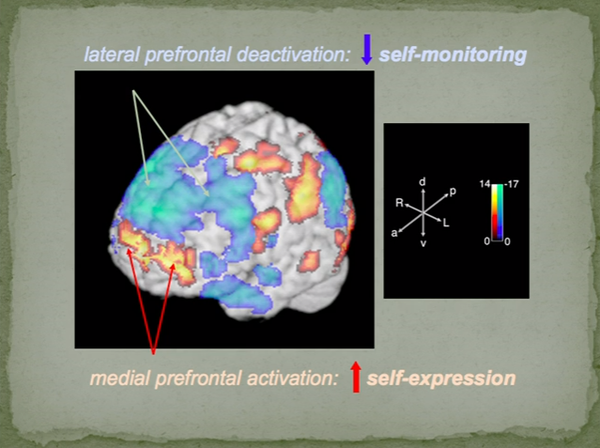 lateral prefrontal deactivation: self-monitoring
d
p
14 -17
R
L
a
v
0 0
medial prefrontal activation: self-expression